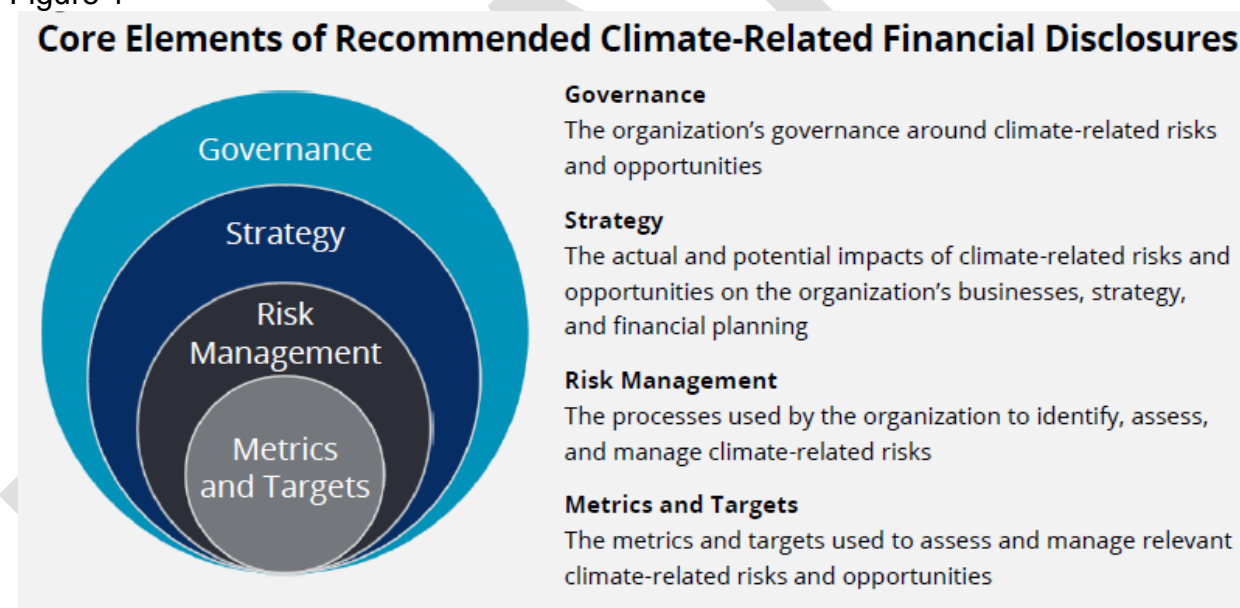 Core Elements of Recommended Climate-Related Financial Disclosures
Governance
Strategy
Risk
Management
Metrics
and Targets
Governance
The organization's governance around climate-related risks
and opportunities
Strategy
The actual and potential impacts of climate-related risks and
opportunities on the organization's businesses, strategy,
and financial planning
Risk Management
The processes used by the organization to identify, assess,
and manage climate-related risks
Metrics and Targets
The metrics and targets used to assess and manage relevant
climate-related risks and opportunities